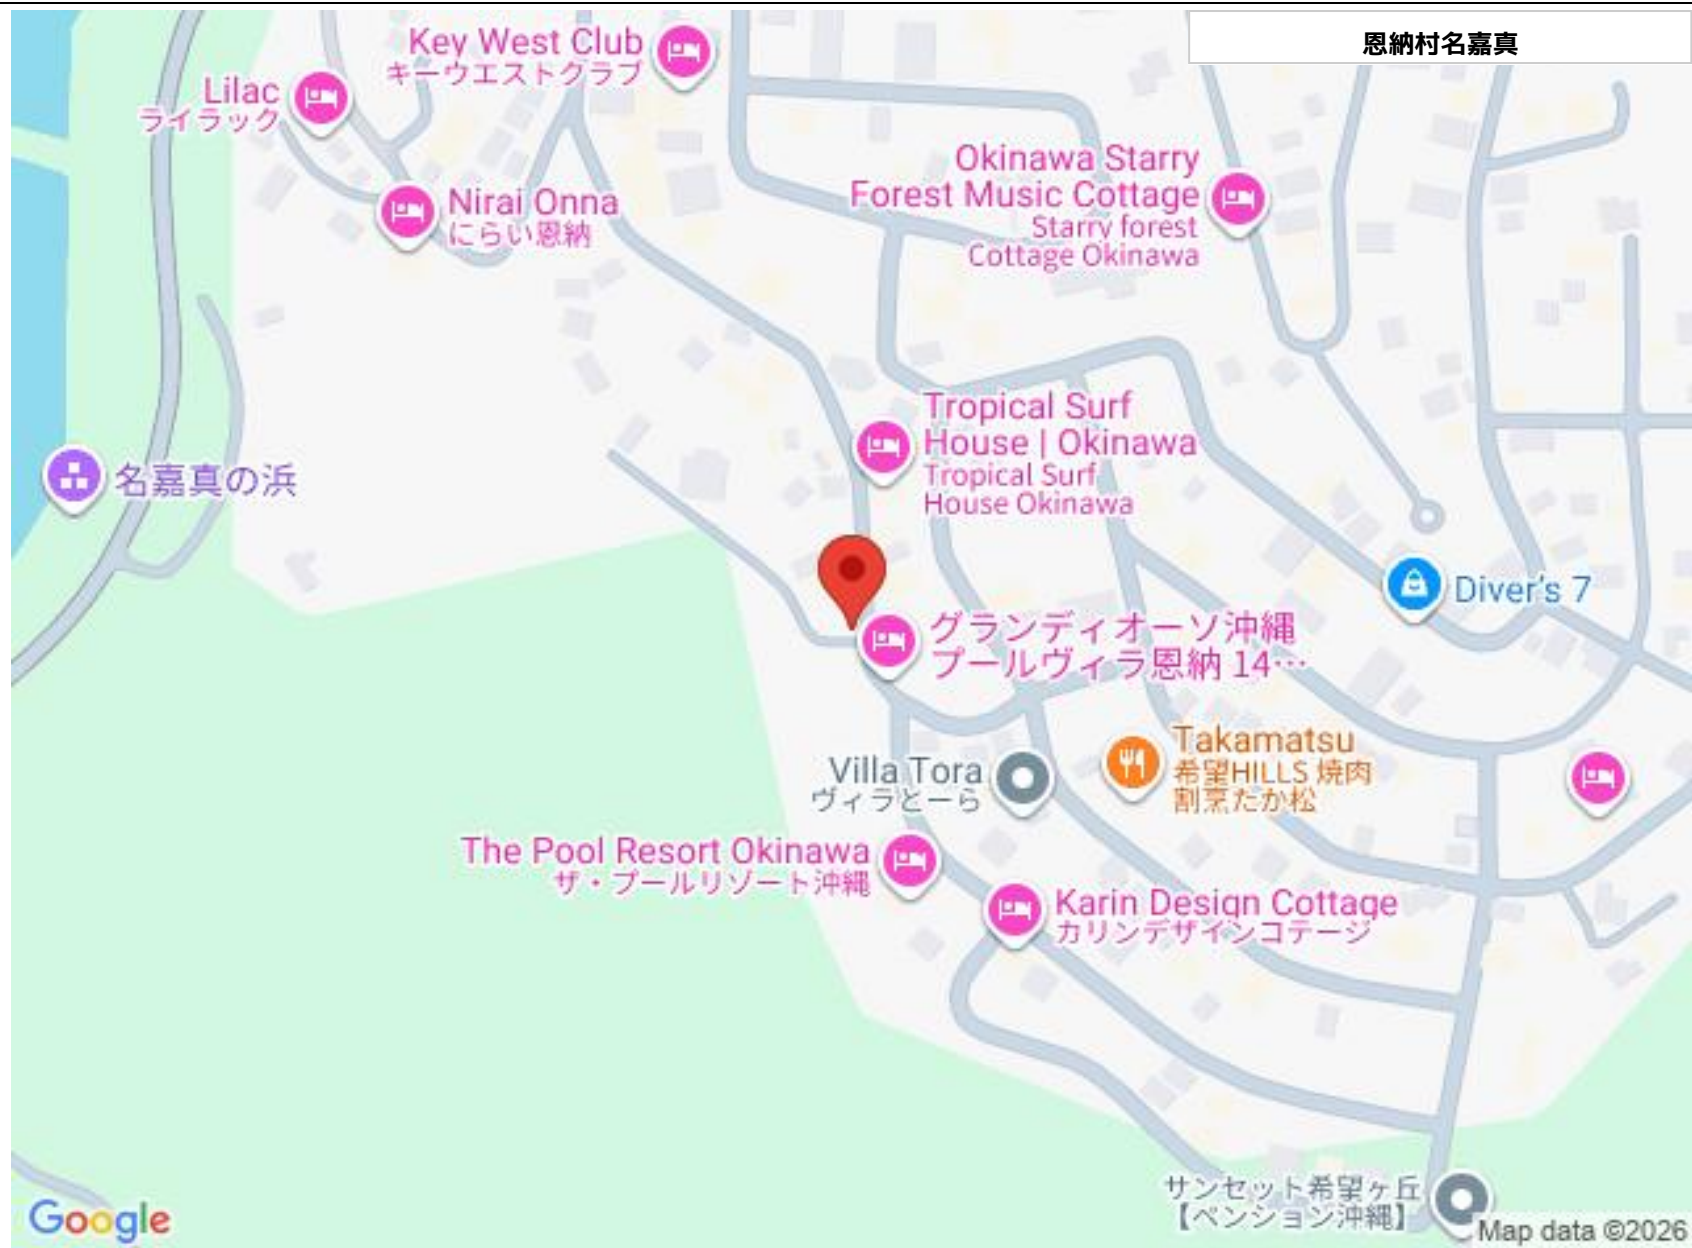 恩納村名嘉真
Key West Club
キーウエストクラブ
Lilac
ライラック
Okinawa Starry
Forest Music Cottage
Starry forest
Cottage Okinawa
Nirai Onna
にらい恩納
Tropical Surf
House | Okinawa
Tropical Surf
House Okinawa
名嘉真の浜
Diver's 7
グランディオーソ沖縄
プールヴィラ恩納 14…
Takamatsu
希望HILLS 焼肉
割烹たか松
Villa Tora
ヴィラとーら
The Pool Resort Okinawa
ザ・プールリゾート沖縄
Karin Design Cottage
カリンデザインコテージ
サンセット希望ヶ丘
【ペンション沖縄】
Google
Map data ©2026